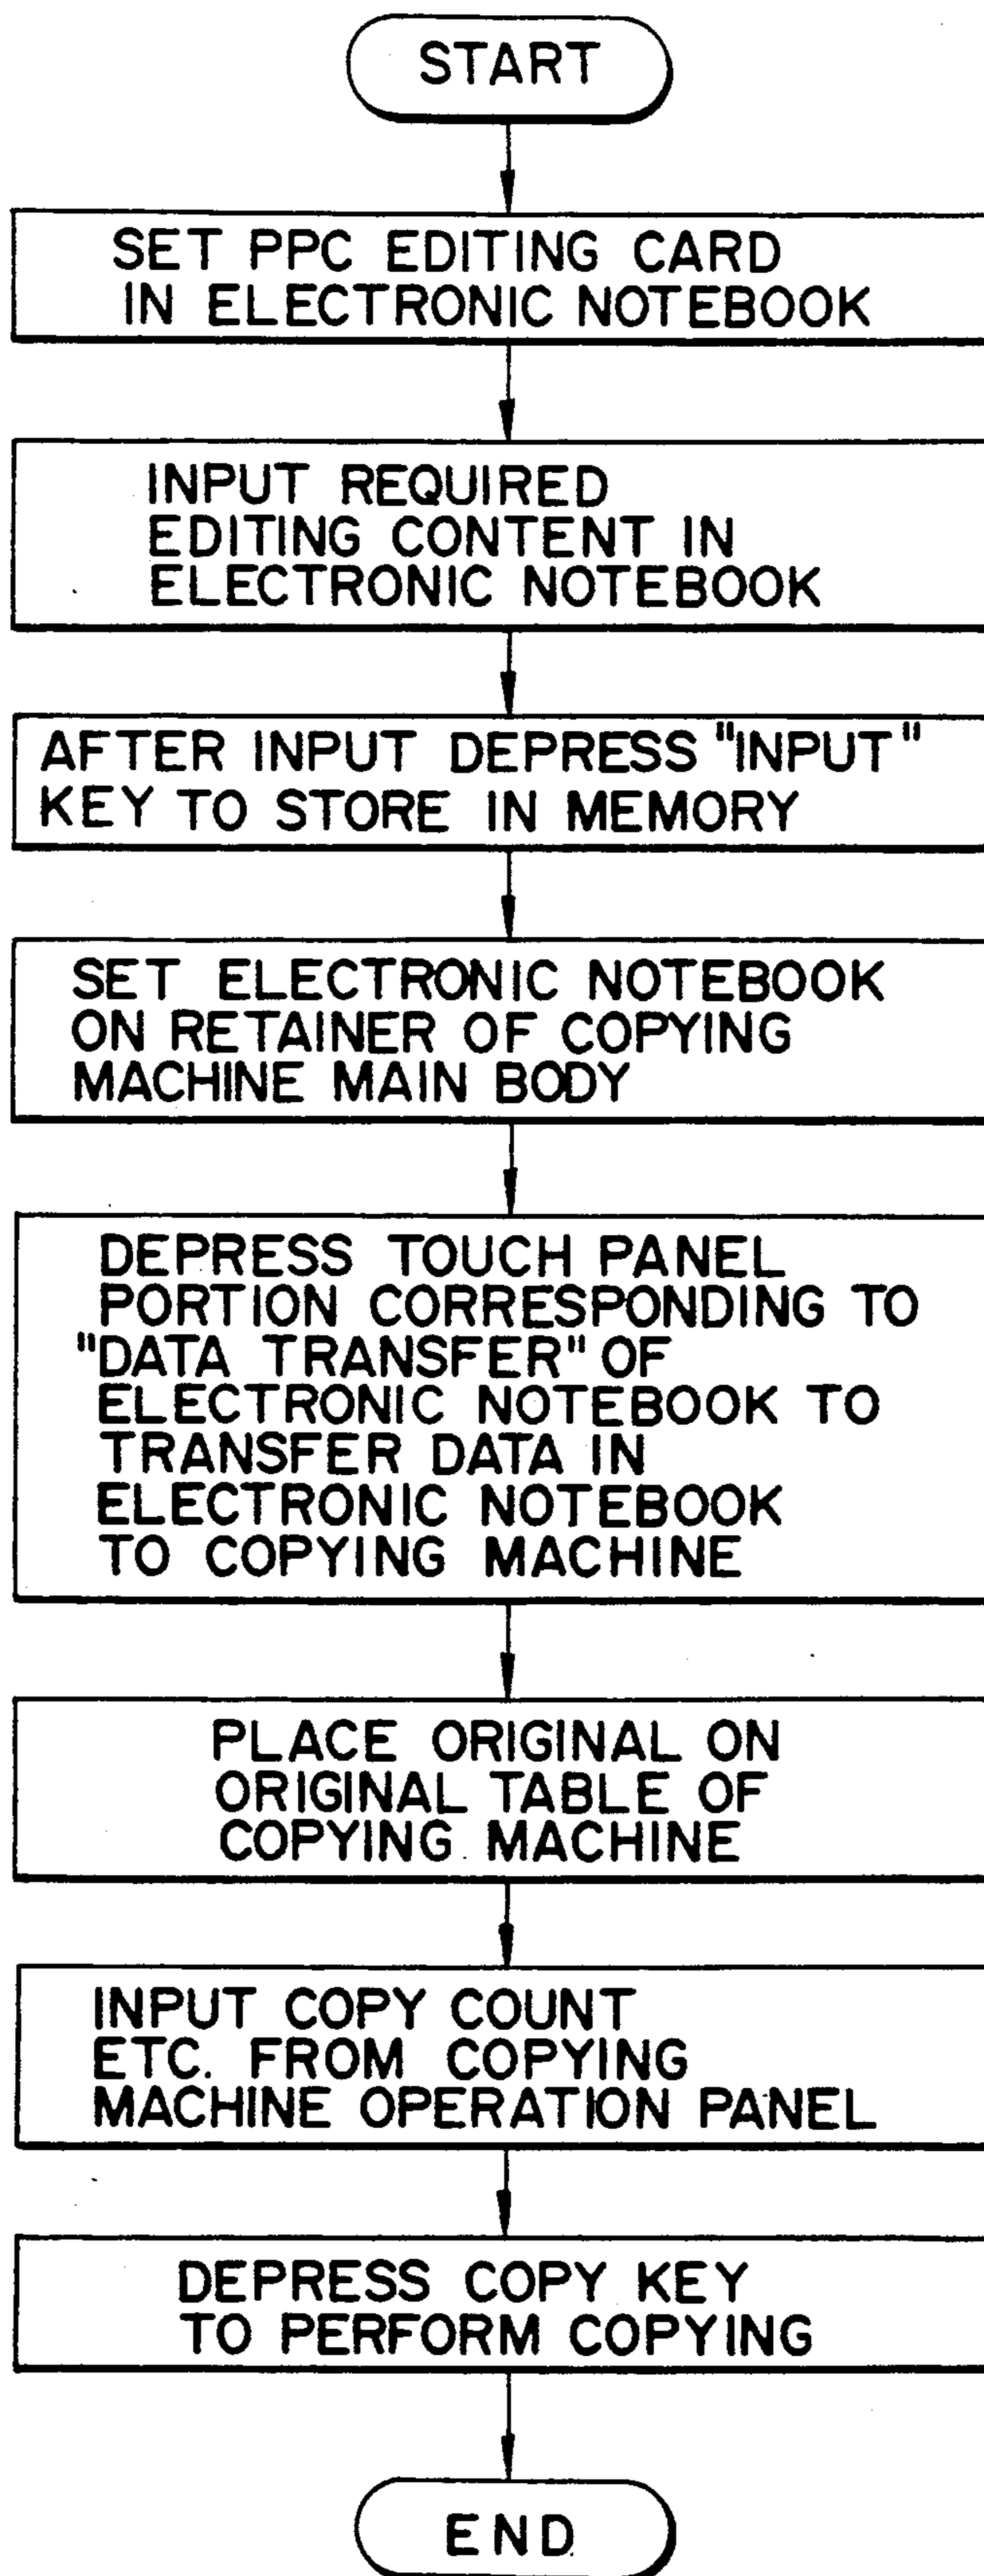 START
SET PPC EDITING CARD
IN ELECTRONIC NOTEBOOK
INPUT REQUIRED
EDITING CONTENT IN
ELECTRONIC NOTEBOOK
AFTER INPUT DEPRESS "INPUT"
KEY TO STORE IN MEMORY
SET ELECTRONIC NOTEBOOK
ON RETAINER OF COPYING
MACHINE MAIN BODY
DEPRESS TOUCH PANEL
PORTION CORRESPONDING TO
"DATA TRANSFER" OF
ELECTRONIC NOTEBOOK TO
TRANSFER DATA IN
ELECTRONIC NOTEBOOK
TO COPYING MACHINE
PLACE ORIGINAL ON
ORIGINAL TABLE OF
COPYING MACHINE
INPUT COPY COUNT
ETC. FROM COPYING
MACHINE OPERATION PANEL
DEPRESS COPY KEY
TO PERFORM COPYING
END